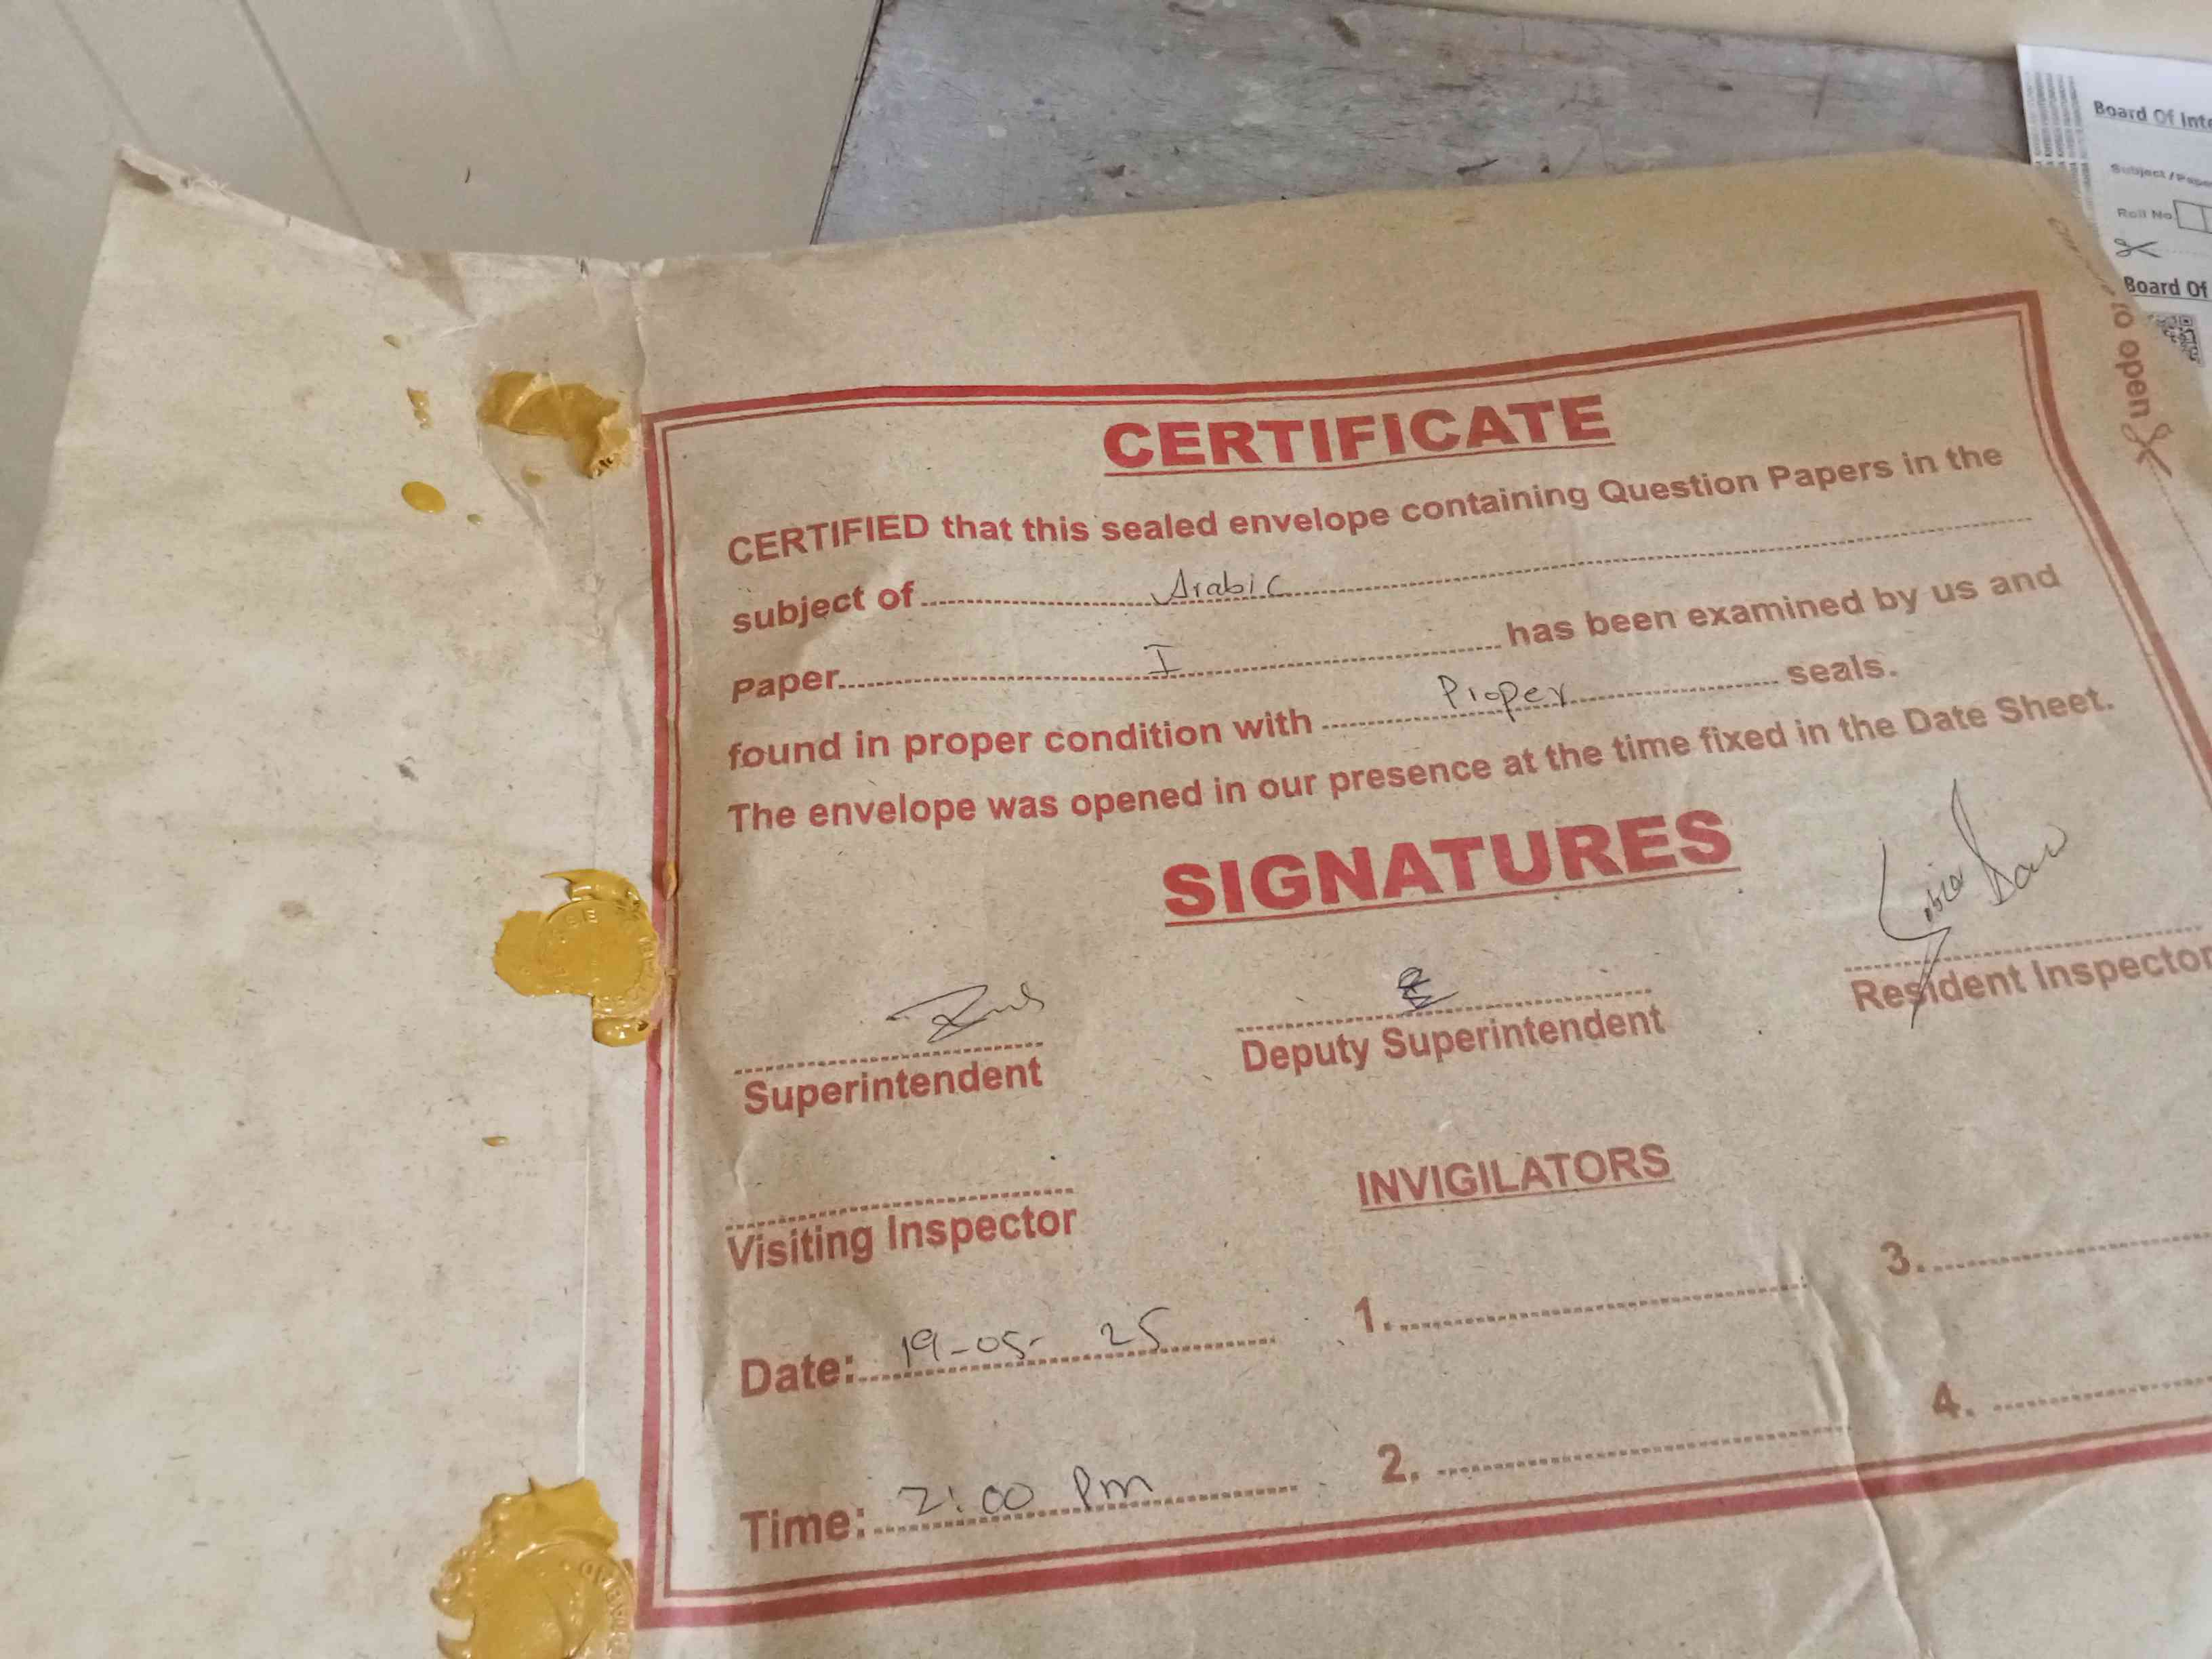 Board Of Inte
Subject / Pape
Roll No.
Board Of
to open
CERTIFICATE
CERTIFIED that this sealed envelope containing Question Papers in the
subject of Arabic
Paper I has been examined by us and
found in proper condition with Proper seals.
The envelope was opened in our presence at the time fixed in the Date Sheet.
SIGNATURES
Superintendent Deputy Superintendent Resident Inspector
Visiting Inspector
INVIGILATORS
Date: 19-05-25
1. 3.
Time: 2:00 Pm
2. 4.